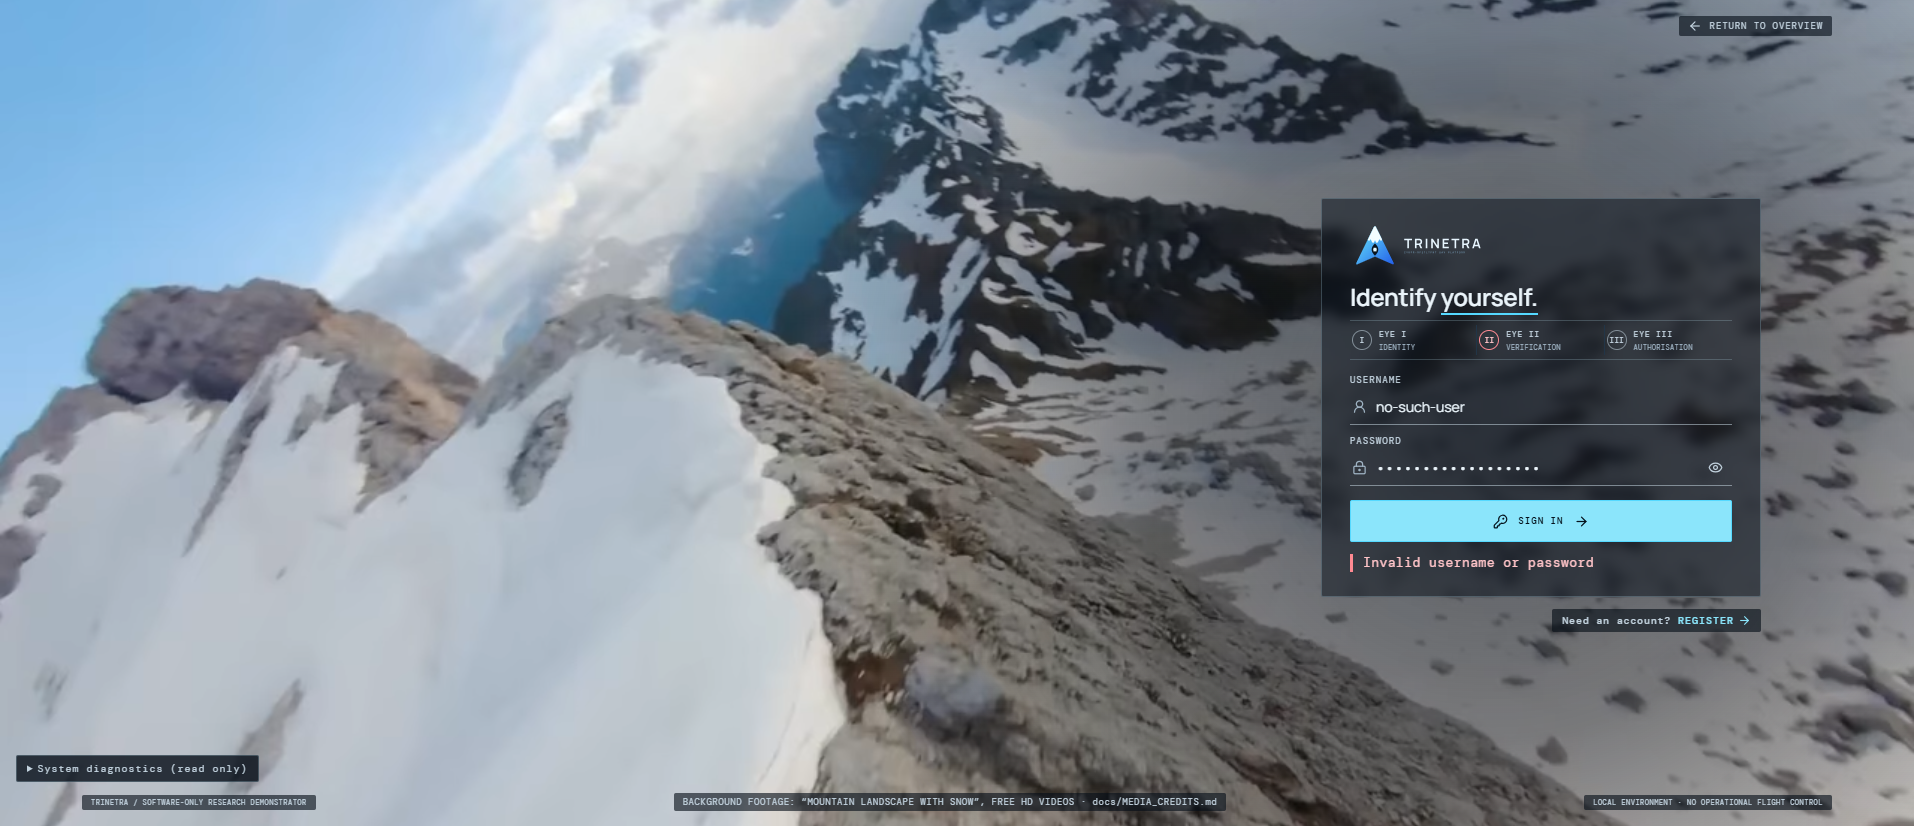 RETURN TO OVERVIEW
TRINETRA
Identify yourself.
I EYE I IDENTITY
II EYE II VERIFICATION
III EYE III AUTHORISATION
USERNAME
no-such-user
PASSWORD
••••••••••••••••••
SIGN IN
Invalid username or password
Need an account? REGISTER
System diagnostics (read only)
TRINETRA / SOFTWARE-ONLY RESEARCH DEMONSTRATOR
BACKGROUND FOOTAGE: “MOUNTAIN LANDSCAPE WITH SNOW”, FREE HD VIDEOS · docs/MEDIA_CREDITS.md
LOCAL ENVIRONMENT · NO OPERATIONAL FLIGHT CONTROL